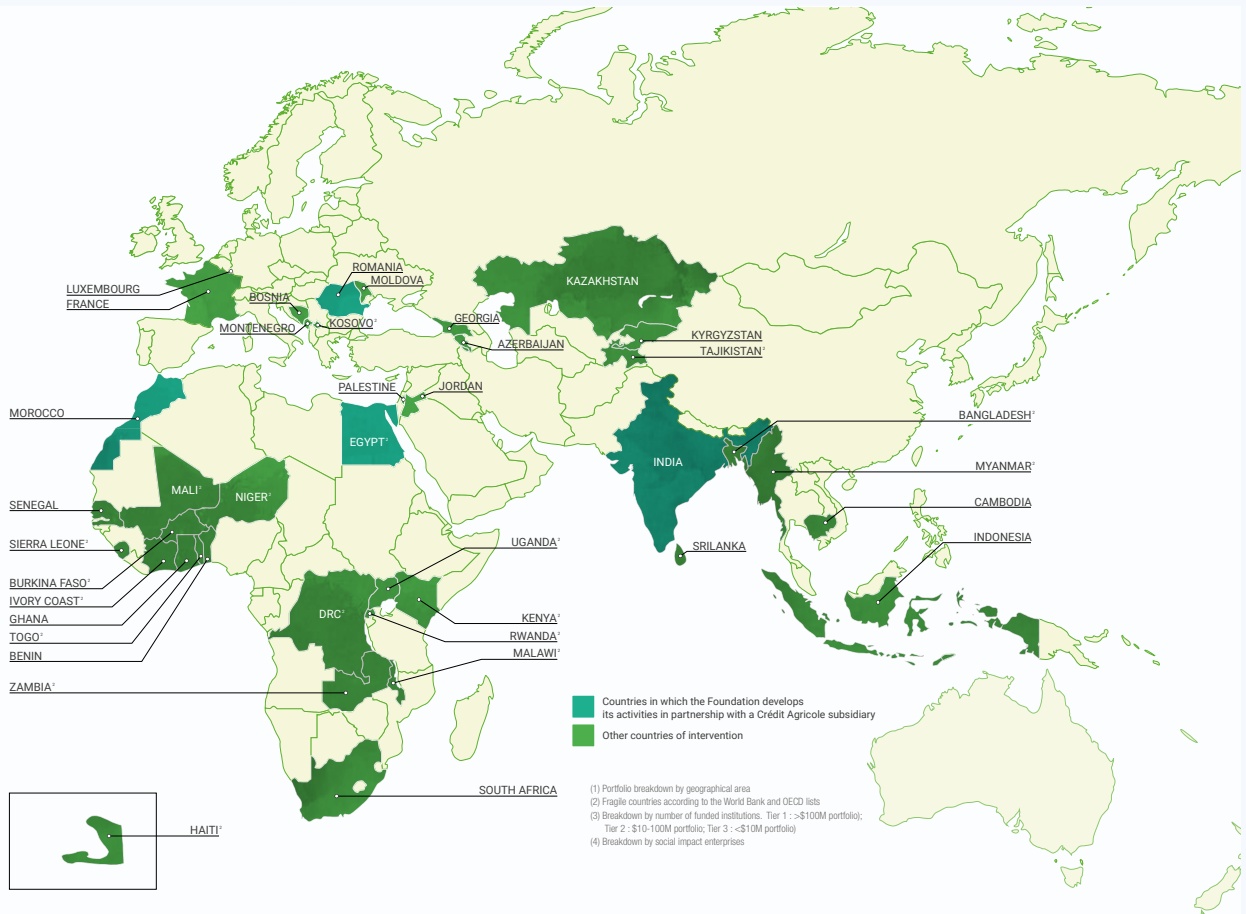 ROMANIA
MOLDOVA
LUXEMBOURG
FRANCE
BOSNIA
MONTENEGRO
KOSOVO²
GEORGIA
AZERBAIJAN
KAZAKHSTAN
KYRGYZSTAN
TAJIKISTAN²
PALESTINE
JORDAN
MOROCCO
EGYPT²
INDIA
BANGLADESH²
MYANMAR²
CAMBODIA
INDONESIA
SRILANKA
MALI²
NIGER²
SENEGAL
SIERRA LEONE²
BURKINA FASO²
IVORY COAST²
GHANA
TOGO²
BENIN
ZAMBIA²
DRC²
UGANDA²
KENYA²
RWANDA²
MALAWI²
SOUTH AFRICA
HAITI²
Countries in which the Foundation develops
its activities in partnership with a Crédit Agricole subsidiary
Other countries of intervention
(1) Portfolio breakdown by geographical area
(2) Fragile countries according to the World Bank and OECD lists
(3) Breakdown by number of funded institutions. Tier 1 : >$100M portfolio);
Tier 2 : $10-100M portfolio; Tier 3 : <$10M portfolio)
(4) Breakdown by social impact enterprises